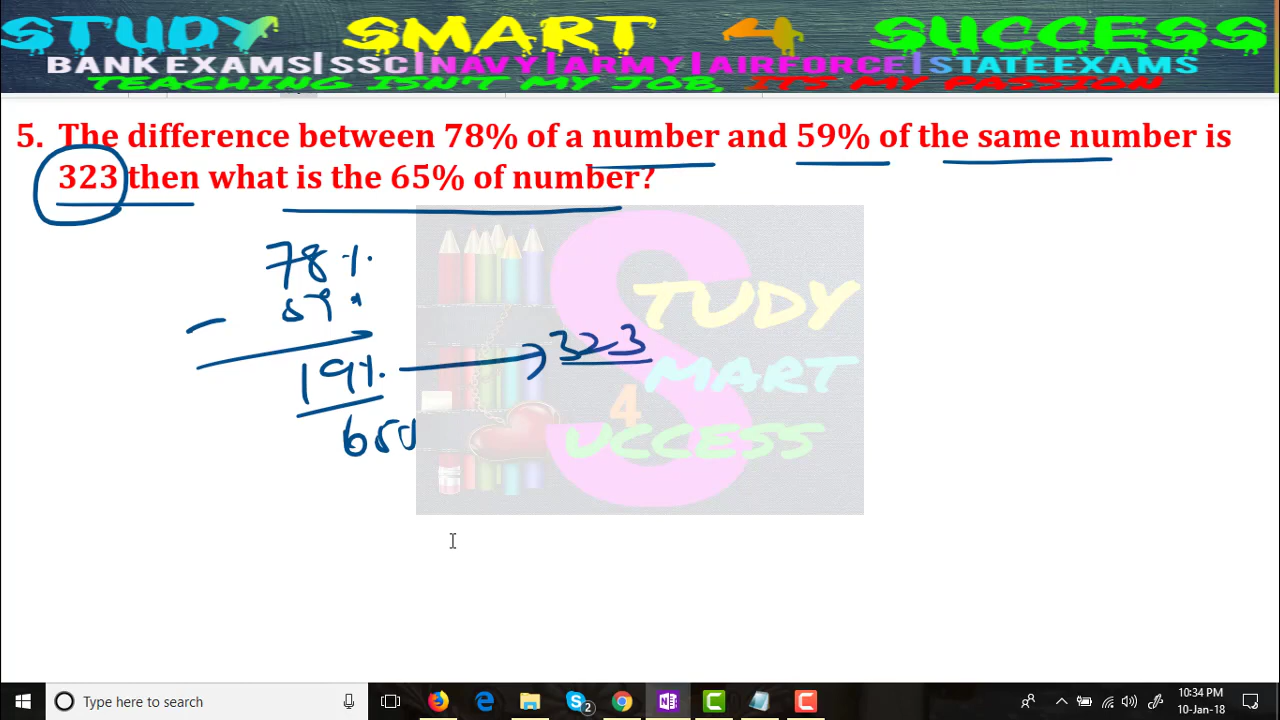 STUDY SMART 4 SUCCESS
BANK EXAMS|SSC|NAVY|ARMY|AIRFORCE|STATE EXAMS
TEACHING ISN'T MY JOB, IT'S MY PASSION
5. The difference between 78% of a number and 59% of the same number is
323 then what is the 65% of number?
78%
- 59%
19% → 323
STUDY
SMART
4
SUCCESS
Type here to search
2
10:34 PM
10-Jan-18